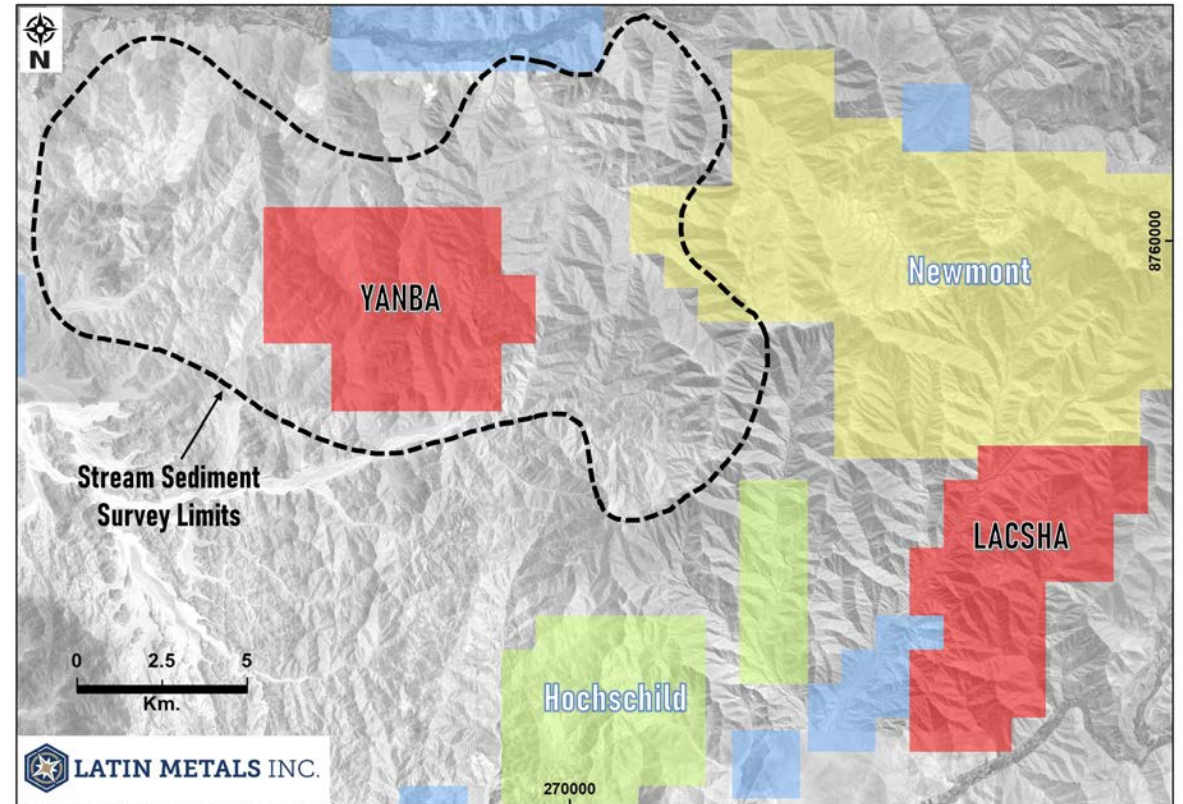 N
YANBA
Newmont
8760000
Stream Sediment
Survey Limits
LACSHA
0 2.5 5
Km.
Hochschild
LATIN METALS INC.
270000